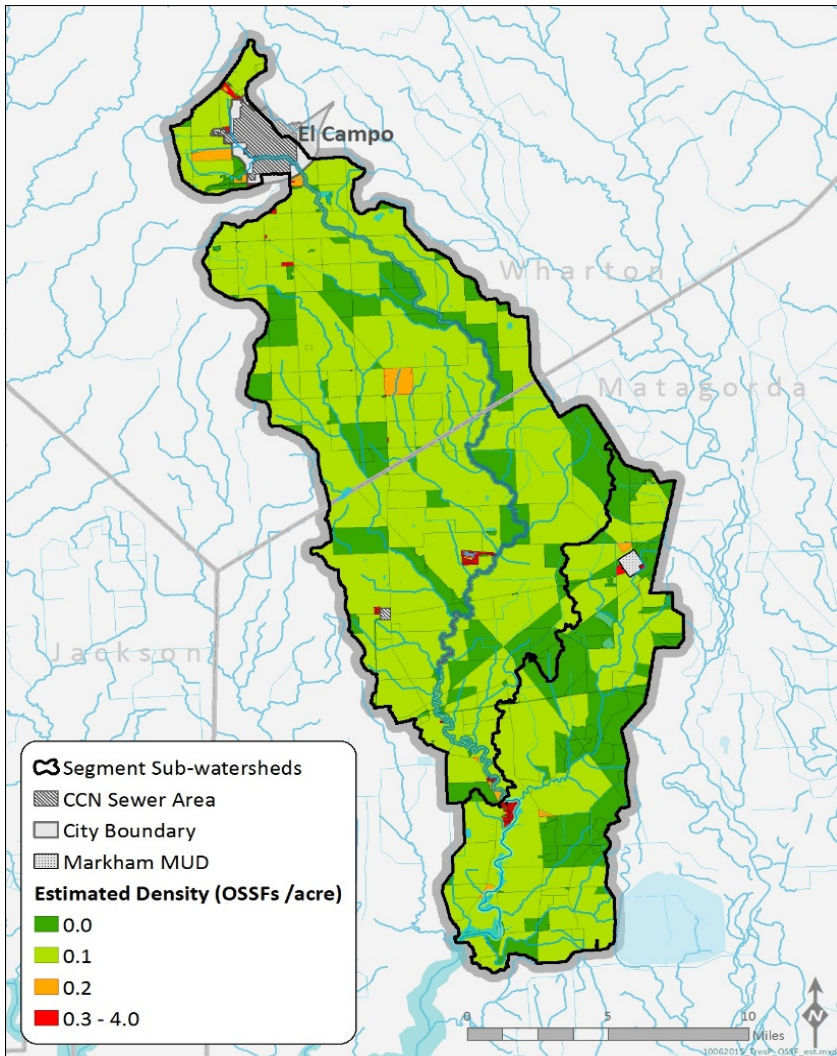 El Campo
Wharton
Matagorda
Jackson
Segment Sub-watersheds
CCN Sewer Area
City Boundary
Markham MUD
Estimated Density (OSSFs /acre)
0.0
0.1
0.2
0.3 - 4.0
0 5 10
Miles
N